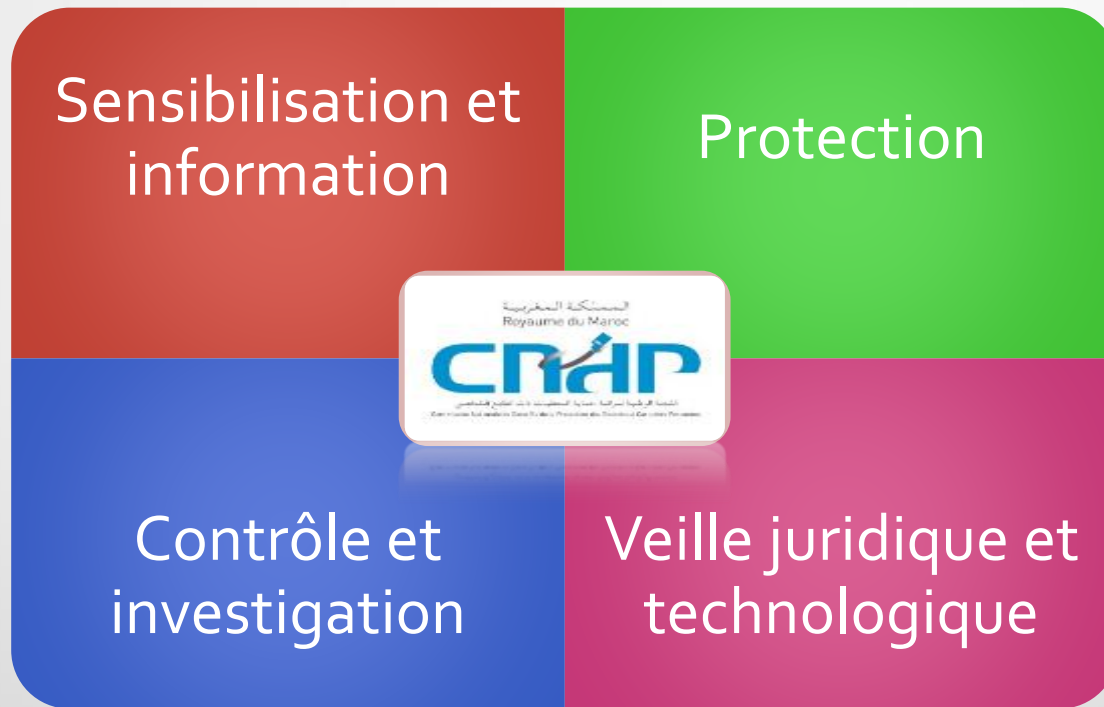 Sensibilisation et
information
Protection
المملكة المغربية
Royaume du Maroc
CNDP
Contrôle et
investigation
Veille juridique et
technologique